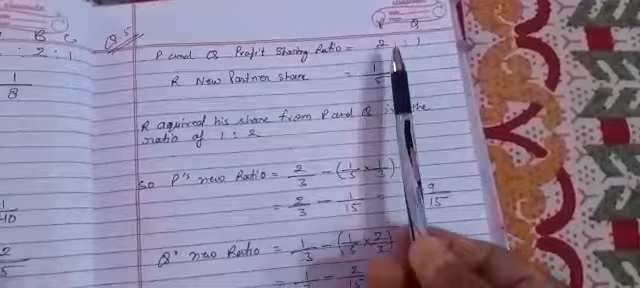 B C
: 2 : 1
1/8
1/40
2/5
Q 5
P Q
P and Q Profit Sharing Ratio = 2 : 1
R New Partner Share = 1/5
R aquired his share from P and Q in the
ratio of 1 : 2
SO P's new Ratio = 2/3 - (1/5 x 1/3)
= 2/3 - 1/15 = 9/15
Q' new Ratio = 1/3 - (1/5 x 2/3)
= 1/3 - 2/15